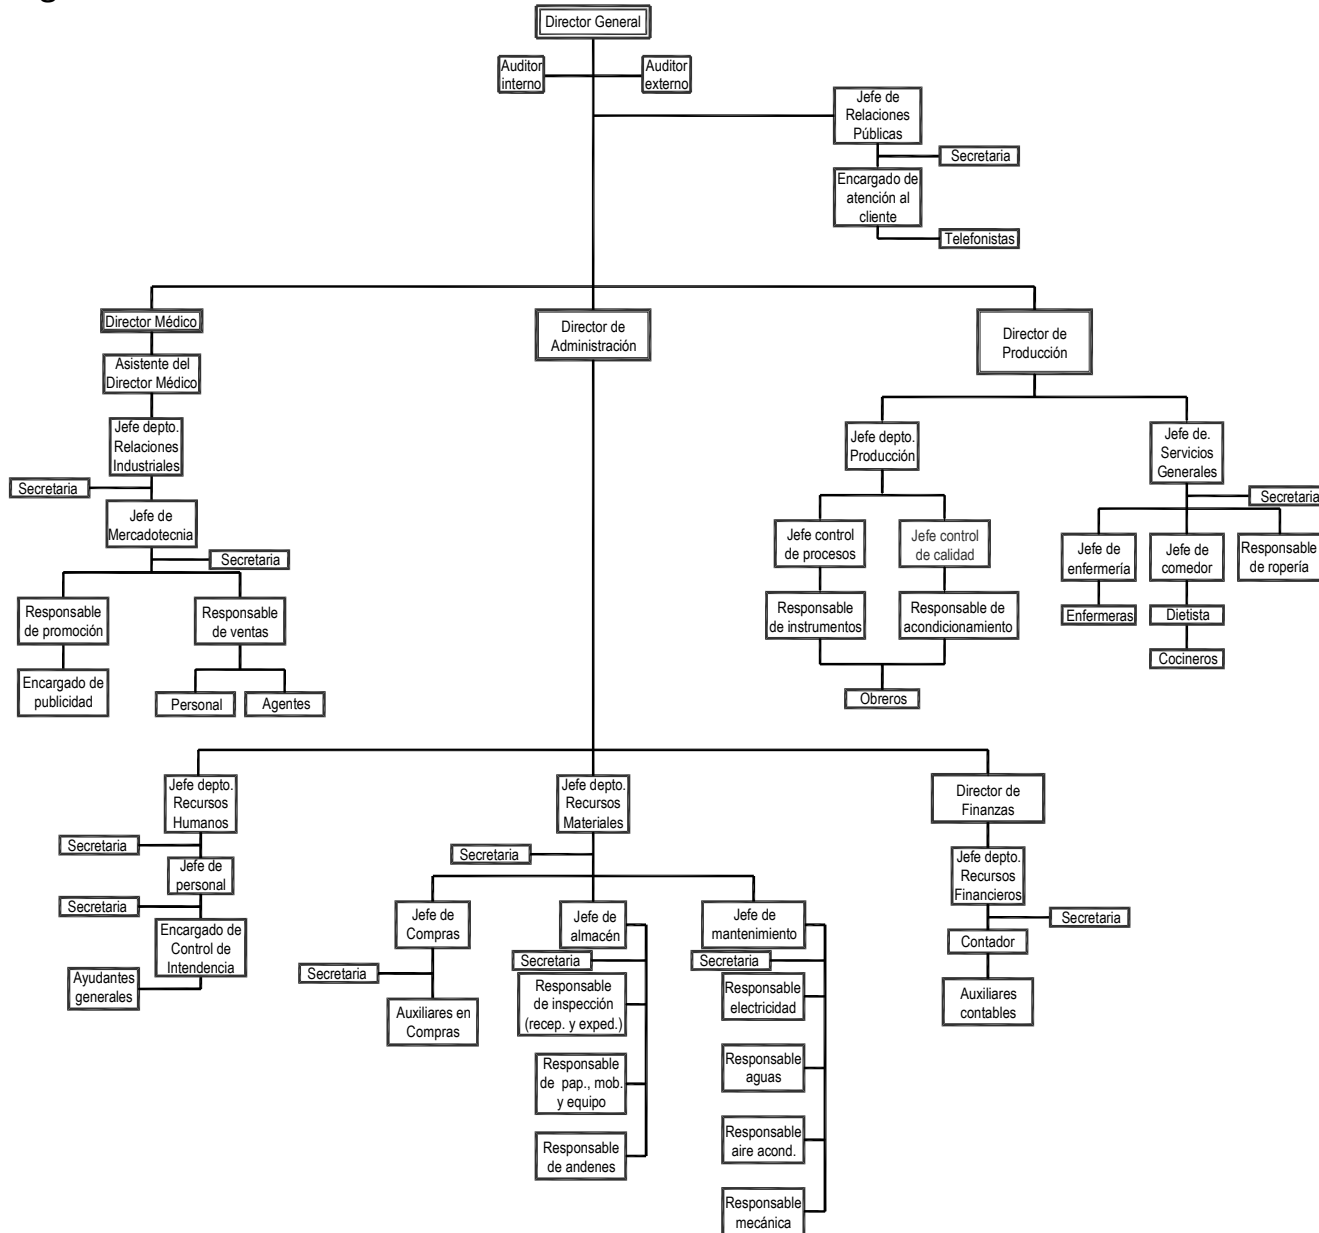 Director General
Auditor
interno
Auditor
externo
Jefe de
Relaciones
Públicas
Secretaria
Encargado de
atención al
cliente
Telefonistas
Director Médico
Asistente del
Director Médico
Jefe depto.
Relaciones
Industriales
Secretaria
Jefe de
Mercadotecnia
Secretaria
Responsable
de promoción
Responsable
de ventas
Encargado de
publicidad
Personal
Agentes
Director de
Administración
Director de
Producción
Jefe depto.
Producción
Jefe de.
Servicios
Generales
Secretaria
Jefe control
de procesos
Jefe control
de calidad
Jefe de
enfermería
Jefe de
comedor
Responsable
de ropería
Responsable
de instrumentos
Responsable de
acondicionamiento
Enfermeras
Dietista
Cocineros
Obreros
Jefe depto.
Recursos
Humanos
Secretaria
Jefe de
personal
Secretaria
Encargado de
Control de
Intendencia
Ayudantes
generales
Jefe depto.
Recursos
Materiales
Secretaria
Jefe de
Compras
Secretaria
Auxiliares en
Compras
Jefe de
almacén
Secretaria
Responsable
de inspección
(recep. y exped.)
Responsable
de pap., mob.
y equipo
Responsable
de andenes
Jefe de
mantenimiento
Secretaria
Responsable
electricidad
Responsable
aguas
Responsable
aire acond.
Responsable
mecánica
Director de
Finanzas
Jefe depto.
Recursos
Financieros
Secretaria
Contador
Auxiliares
contables